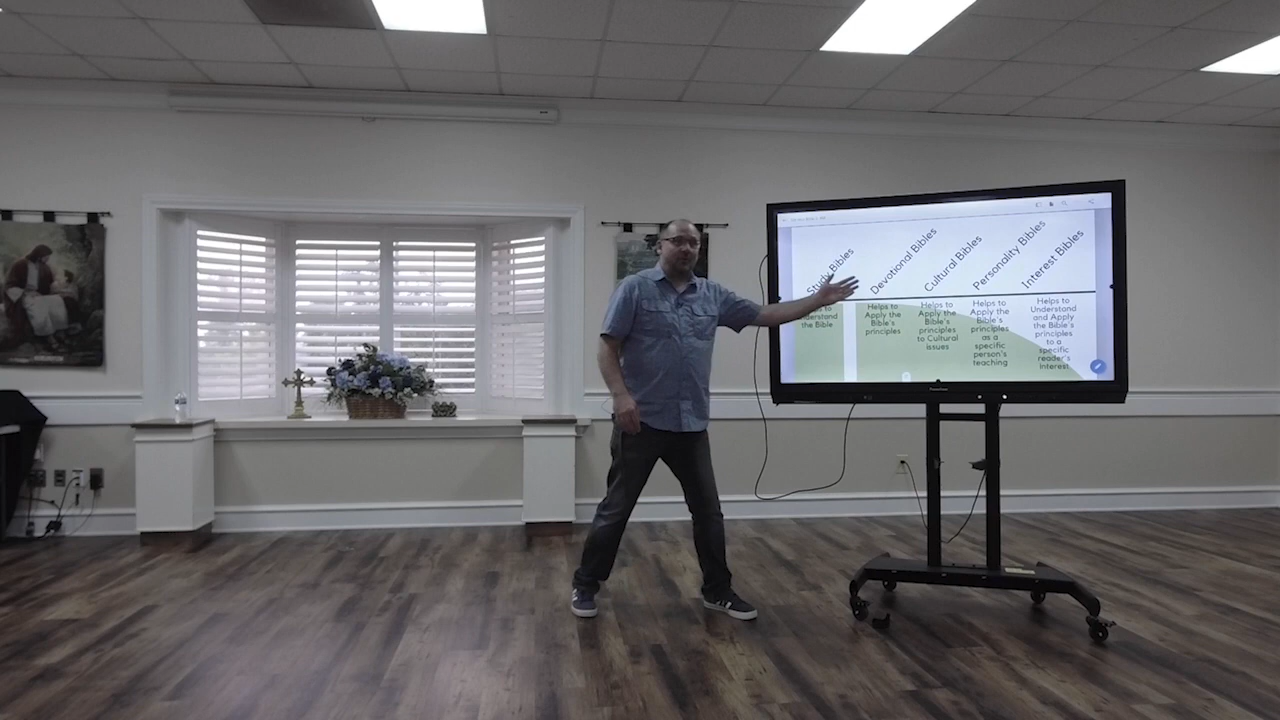 Study Bibles
Devotional Bibles
Cultural Bibles
Personality Bibles
Interest Bibles
to
the Bible
Helps to
Apply the
Bible's
principles
Helps to
Apply the
Bible's
principles
to Cultural
issues
Helps to
Apply the
Bible's
principles
as a
specific
person's
teaching
Helps to
Understand
and Apply
the Bible's
principles
to a
specific
reader's
Interest